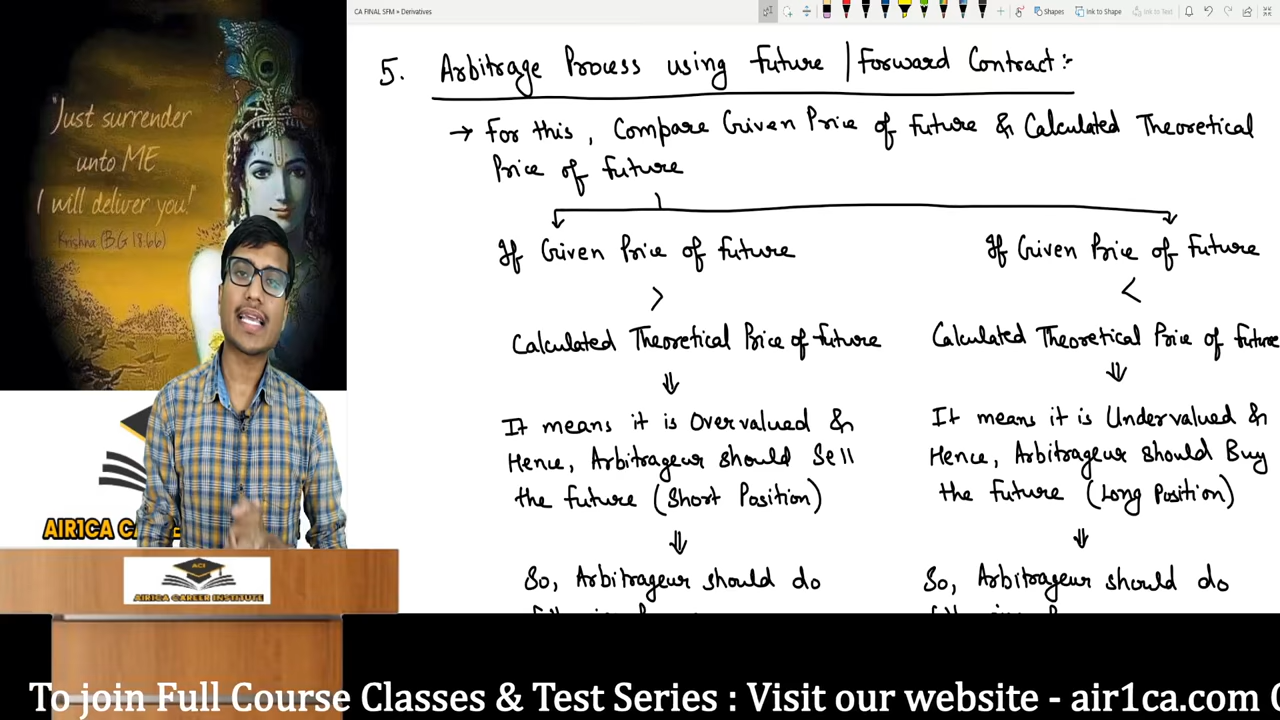 CA FINAL SFM » Derivatives
Shapes
Ink to Shape
Ink to Text
"Just surrender
unto ME
I will deliver you!"
Krishna (B.G 18:66)
5. Arbitrage Process using Future | Forward Contract :-
→ For this, Compare Given Price of Future & Calculated Theoretical
Price of Future
If Given Price of Future
>
Calculated Theoretical Price of Future
⇓
It means it is Overvalued &
Hence, Arbitrageur should Sell
the Future (Short Position)
⇓
So, Arbitrageur should do
If Given Price of Future
<
Calculated Theoretical Price of Future
⇓
It means it is Undervalued &
Hence, Arbitrageur should Buy
the Future (Long Position)
⇓
So, Arbitrageur should do
AIR1CA
ACI
AIR1CA CAREER INSTITUTE
To join Full Course Classes & Test Series : Visit our website - air1ca.com